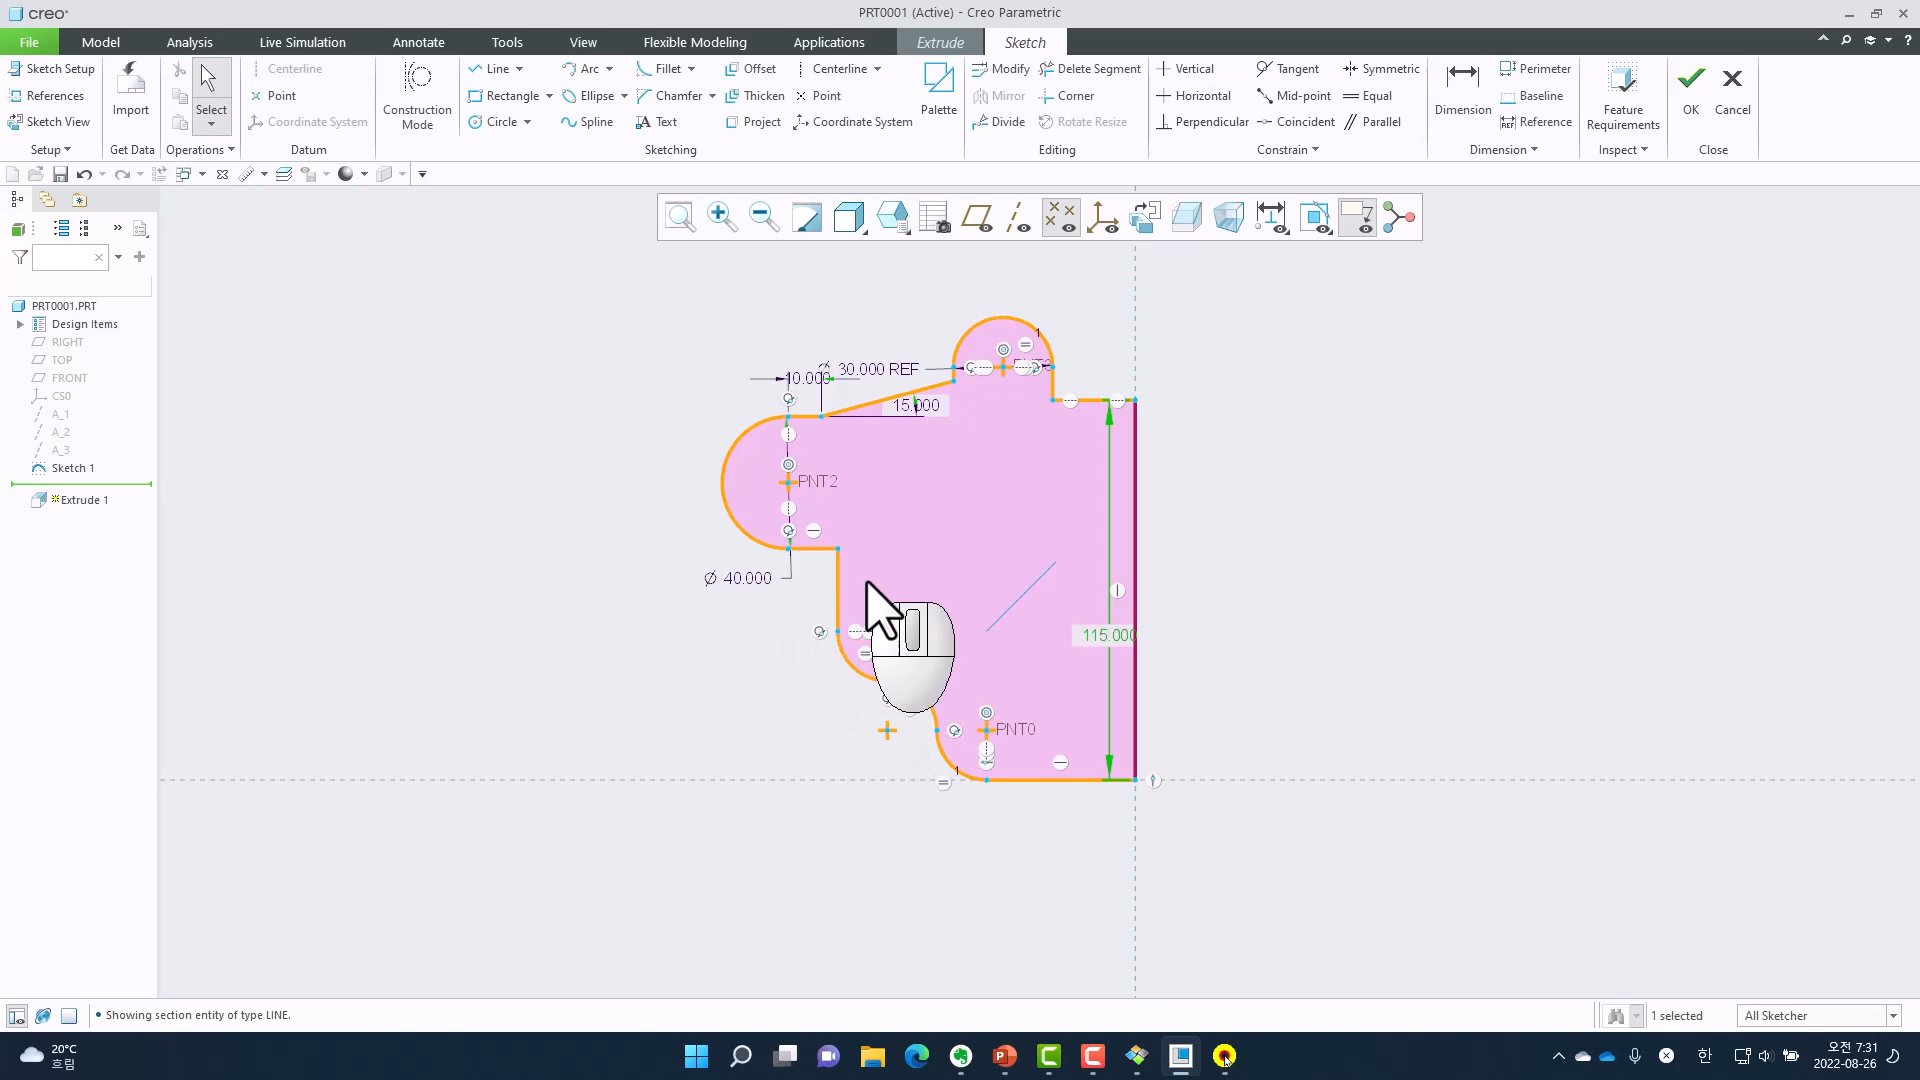 creo
PRT0001 (Active) - Creo Parametric
File Model Analysis Live Simulation Annotate Tools View Flexible Modeling Applications Extrude Sketch
Sketch Setup
References
Sketch View
Setup
Import
Get Data
Select
Operations
Centerline
Point
Coordinate System
Datum
Construction
Mode
Line Arc Fillet Offset Centerline
Rectangle Ellipse Chamfer Thicken Point
Circle Spline Text Project Coordinate System
Palette
Sketching
Modify Delete Segment
Mirror Corner
Divide Rotate Resize
Editing
Vertical Tangent Symmetric
Horizontal Mid-point Equal
Perpendicular Coincident Parallel
Constrain
Dimension
Perimeter
Baseline
Reference
Dimension
Feature
Requirements
Inspect
OK
Cancel
Close
PRT0001.PRT
Design Items
RIGHT
TOP
FRONT
CS0
A_1
A_2
A_3
Sketch 1
Extrude 1
1
Ø 30.000 REF
10.000
15.000
PNT2
Ø 40.000
115.000
PNT0
1
Showing section entity of type LINE.
1 selected
All Sketcher
20°C
흐림
한
오전 7:31
2022-08-26